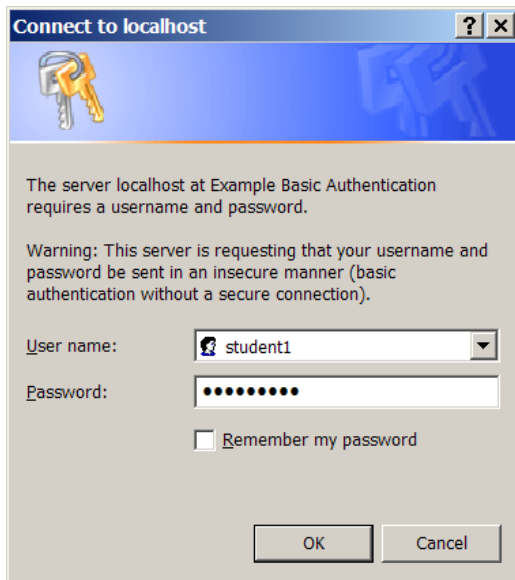 Connect to localhost
The server localhost at Example Basic Authentication
requires a username and password.
Warning: This server is requesting that your username and
password be sent in an insecure manner (basic
authentication without a secure connection).
User name: student1
Password: •••••••••
Remember my password
OK Cancel